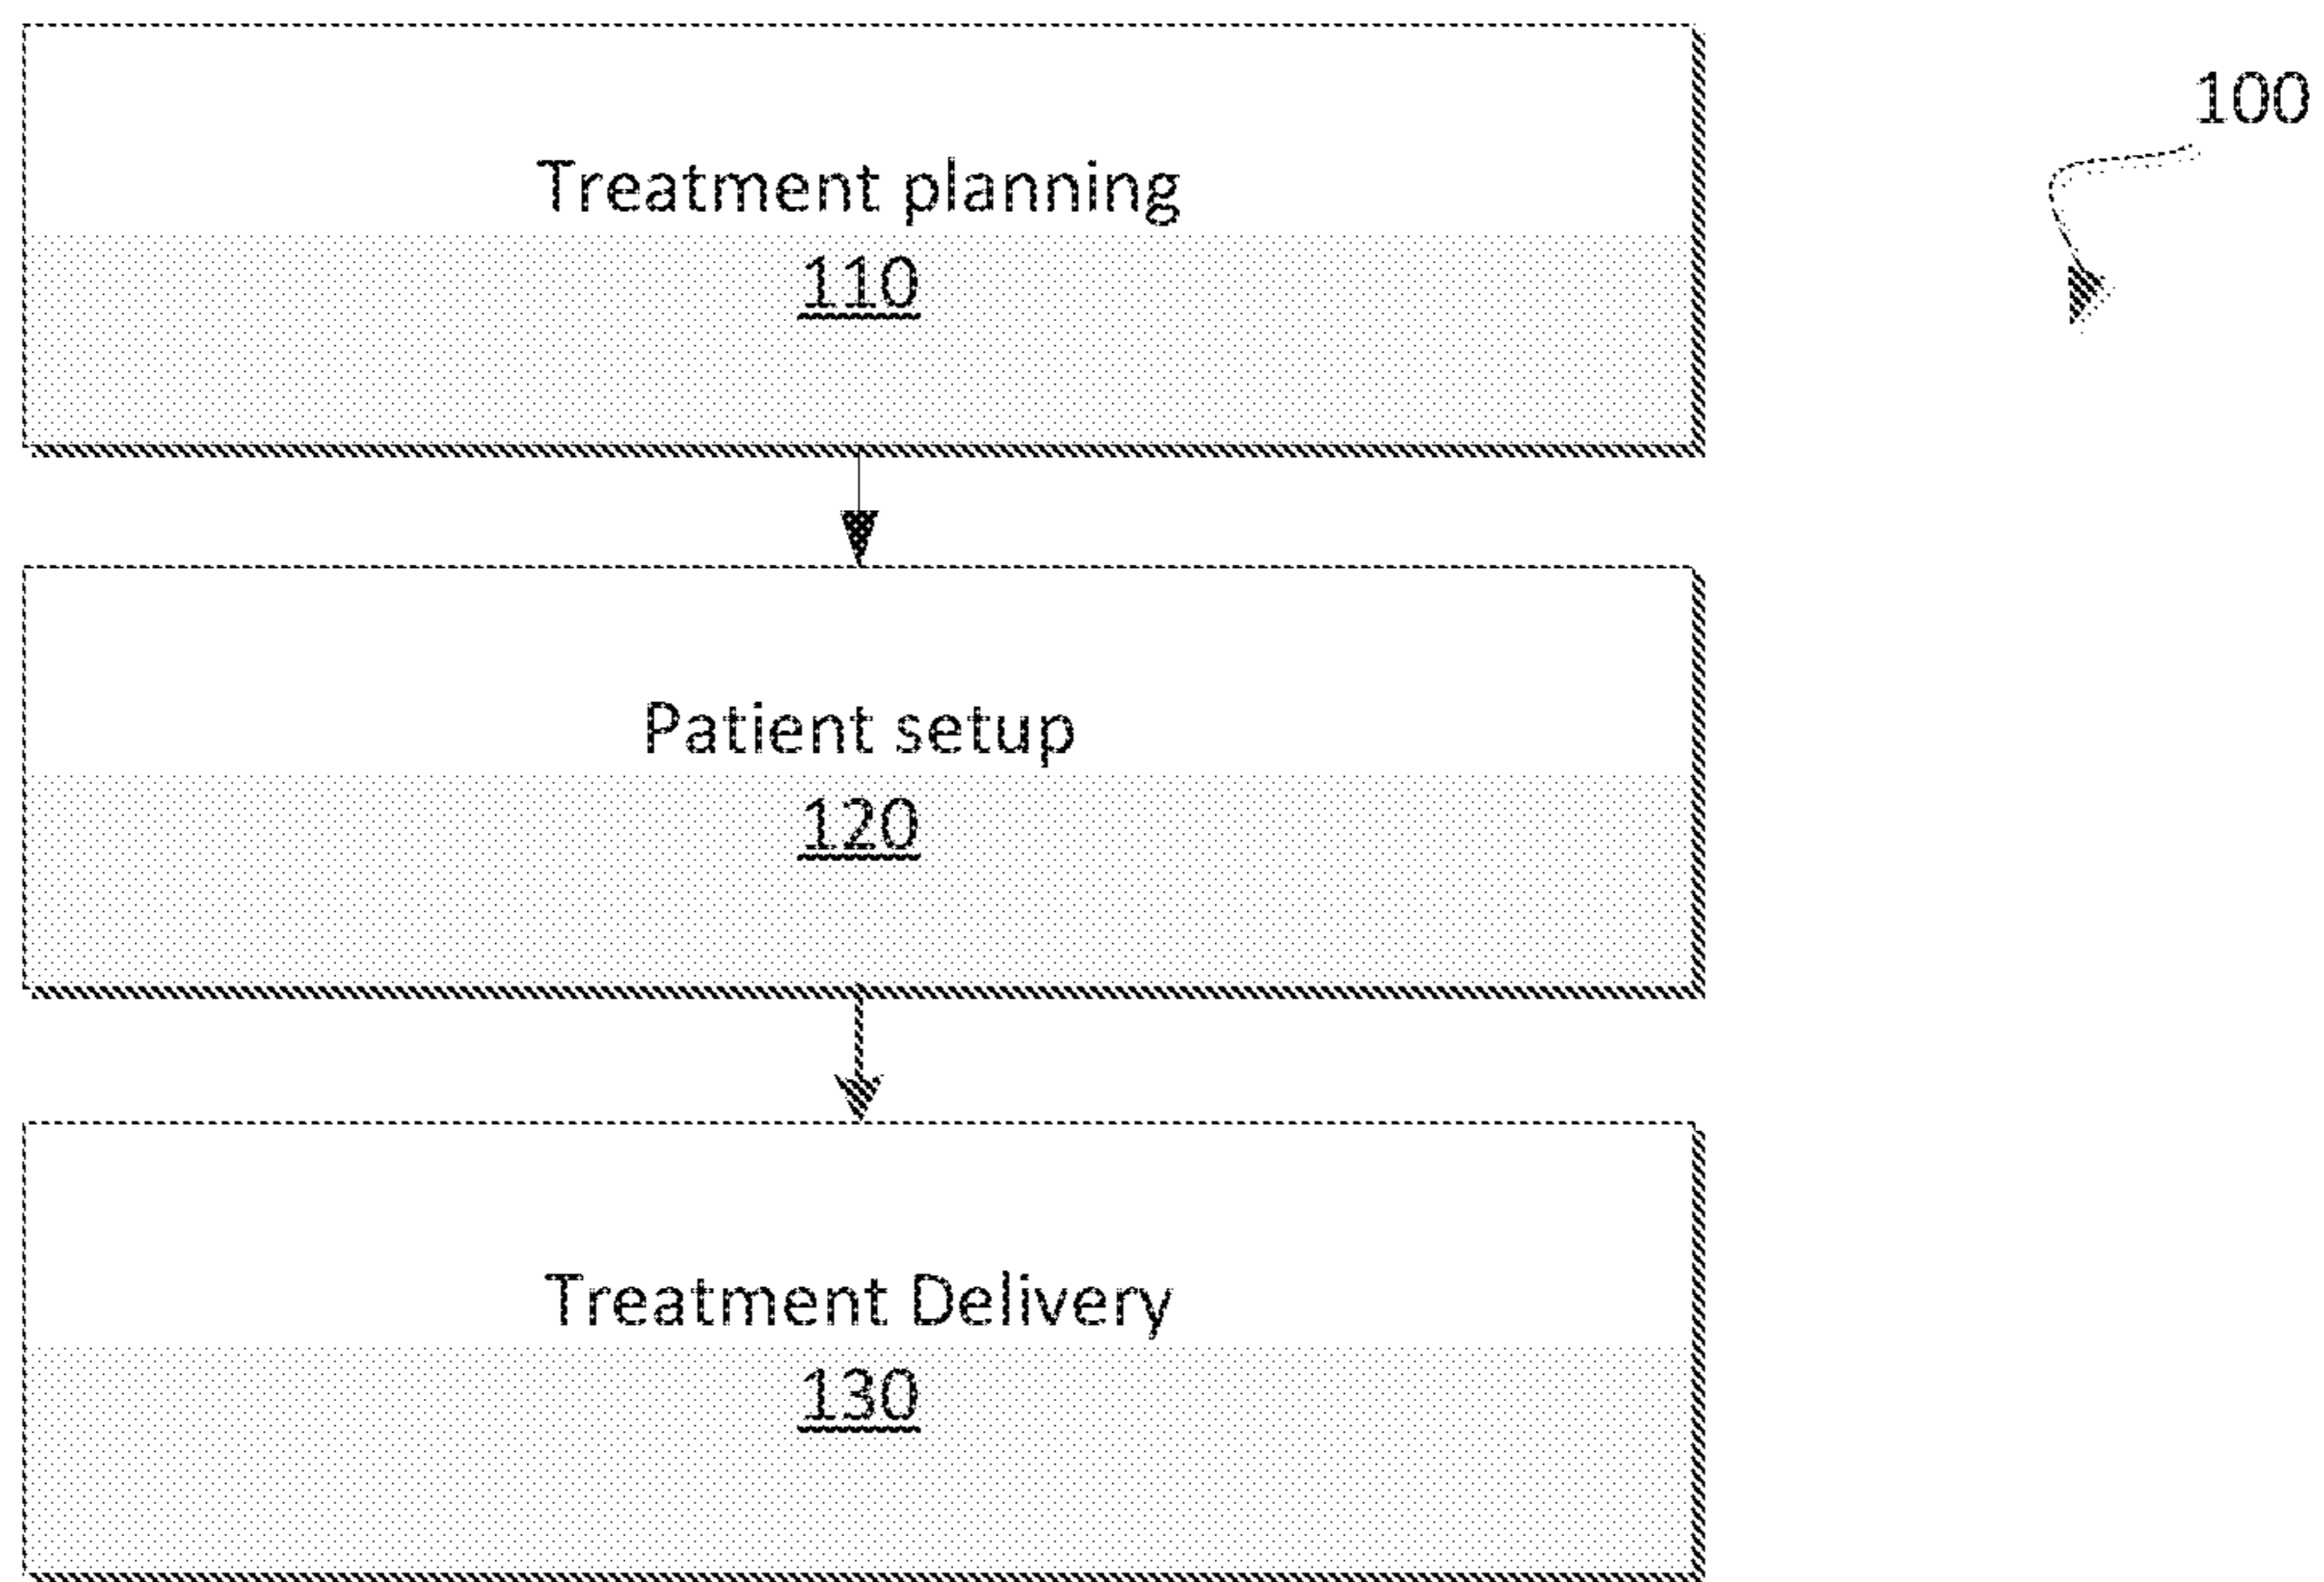 100
Treatment planning
110
Patient setup
120
Treatment Delivery
130